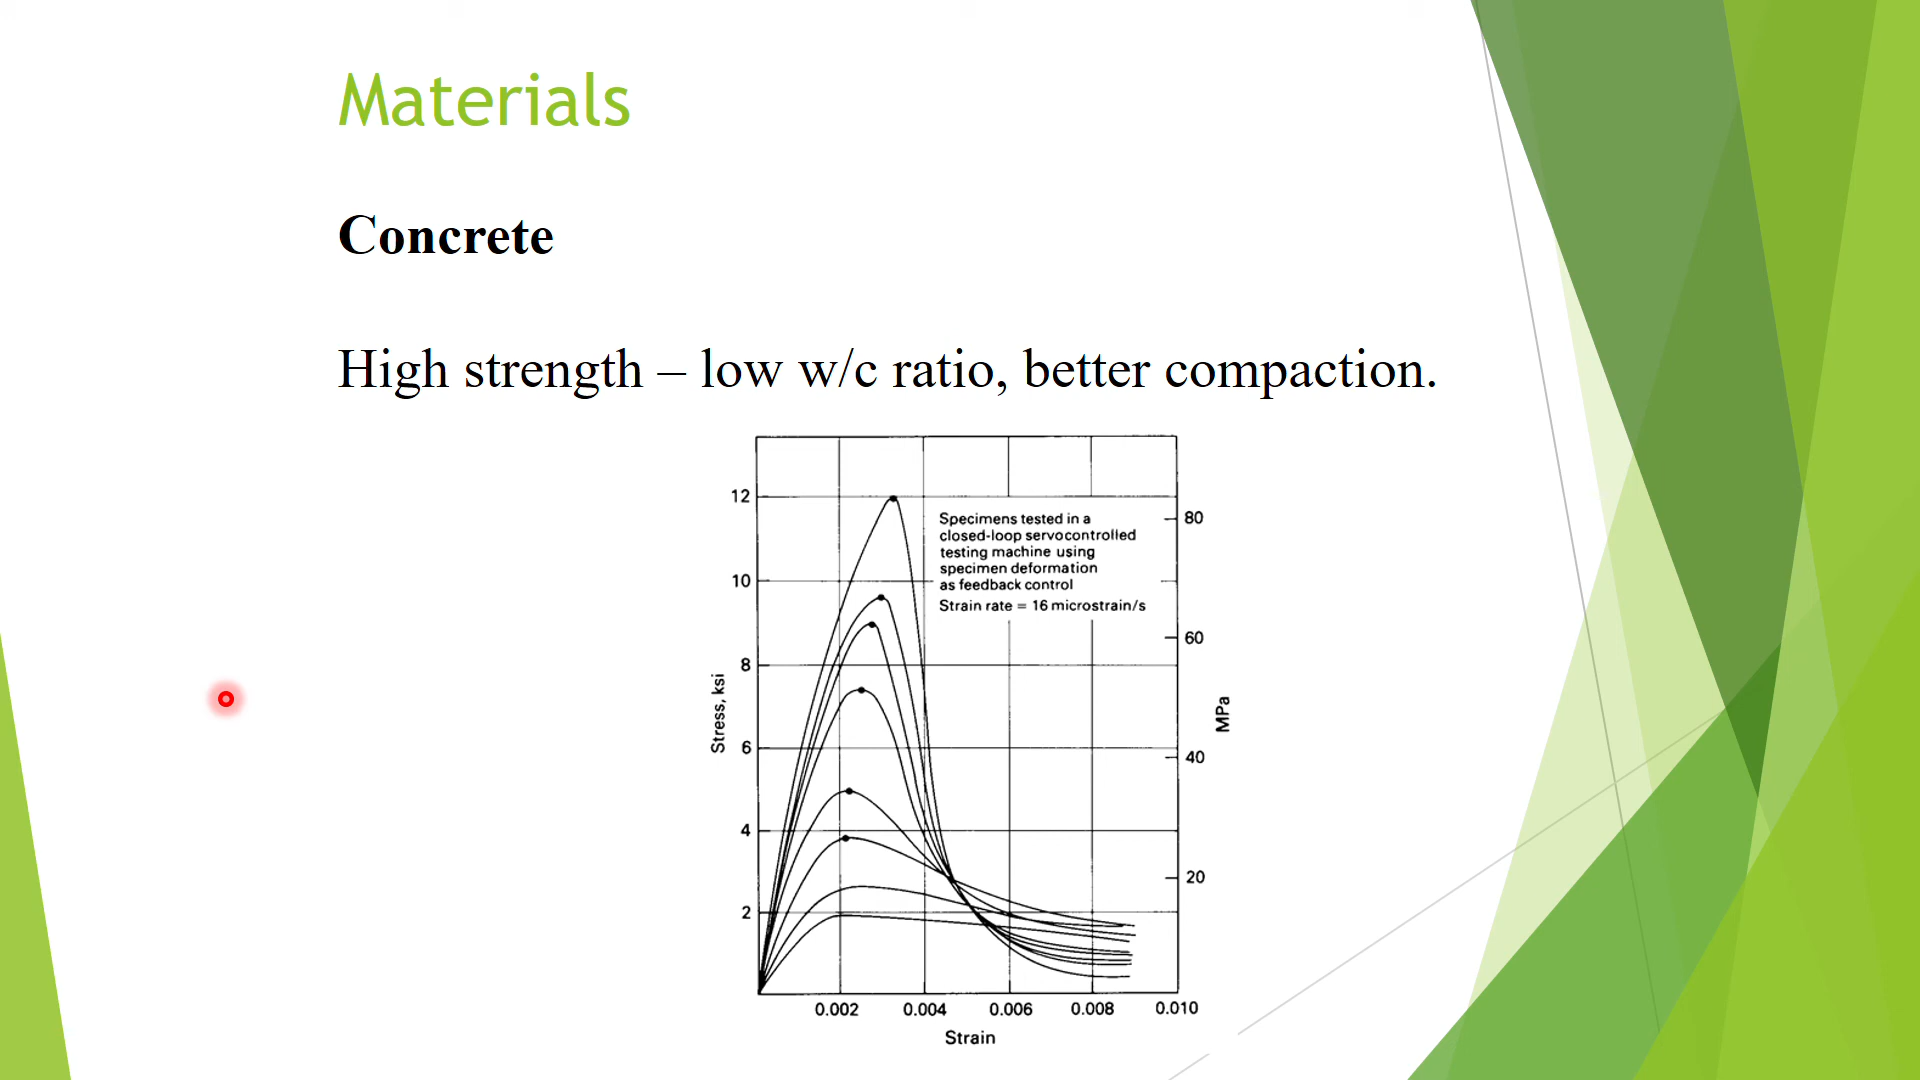 Materials
Concrete
High strength – low w/c ratio, better compaction.
12
10
8
6
4
2
Stress, ksi
Specimens tested in a
closed-loop servocontrolled
testing machine using
specimen deformation
as feedback control
Strain rate = 16 microstrain/s
80
60
40
20
MPa
0.002
0.004
0.006
0.008
0.010
Strain